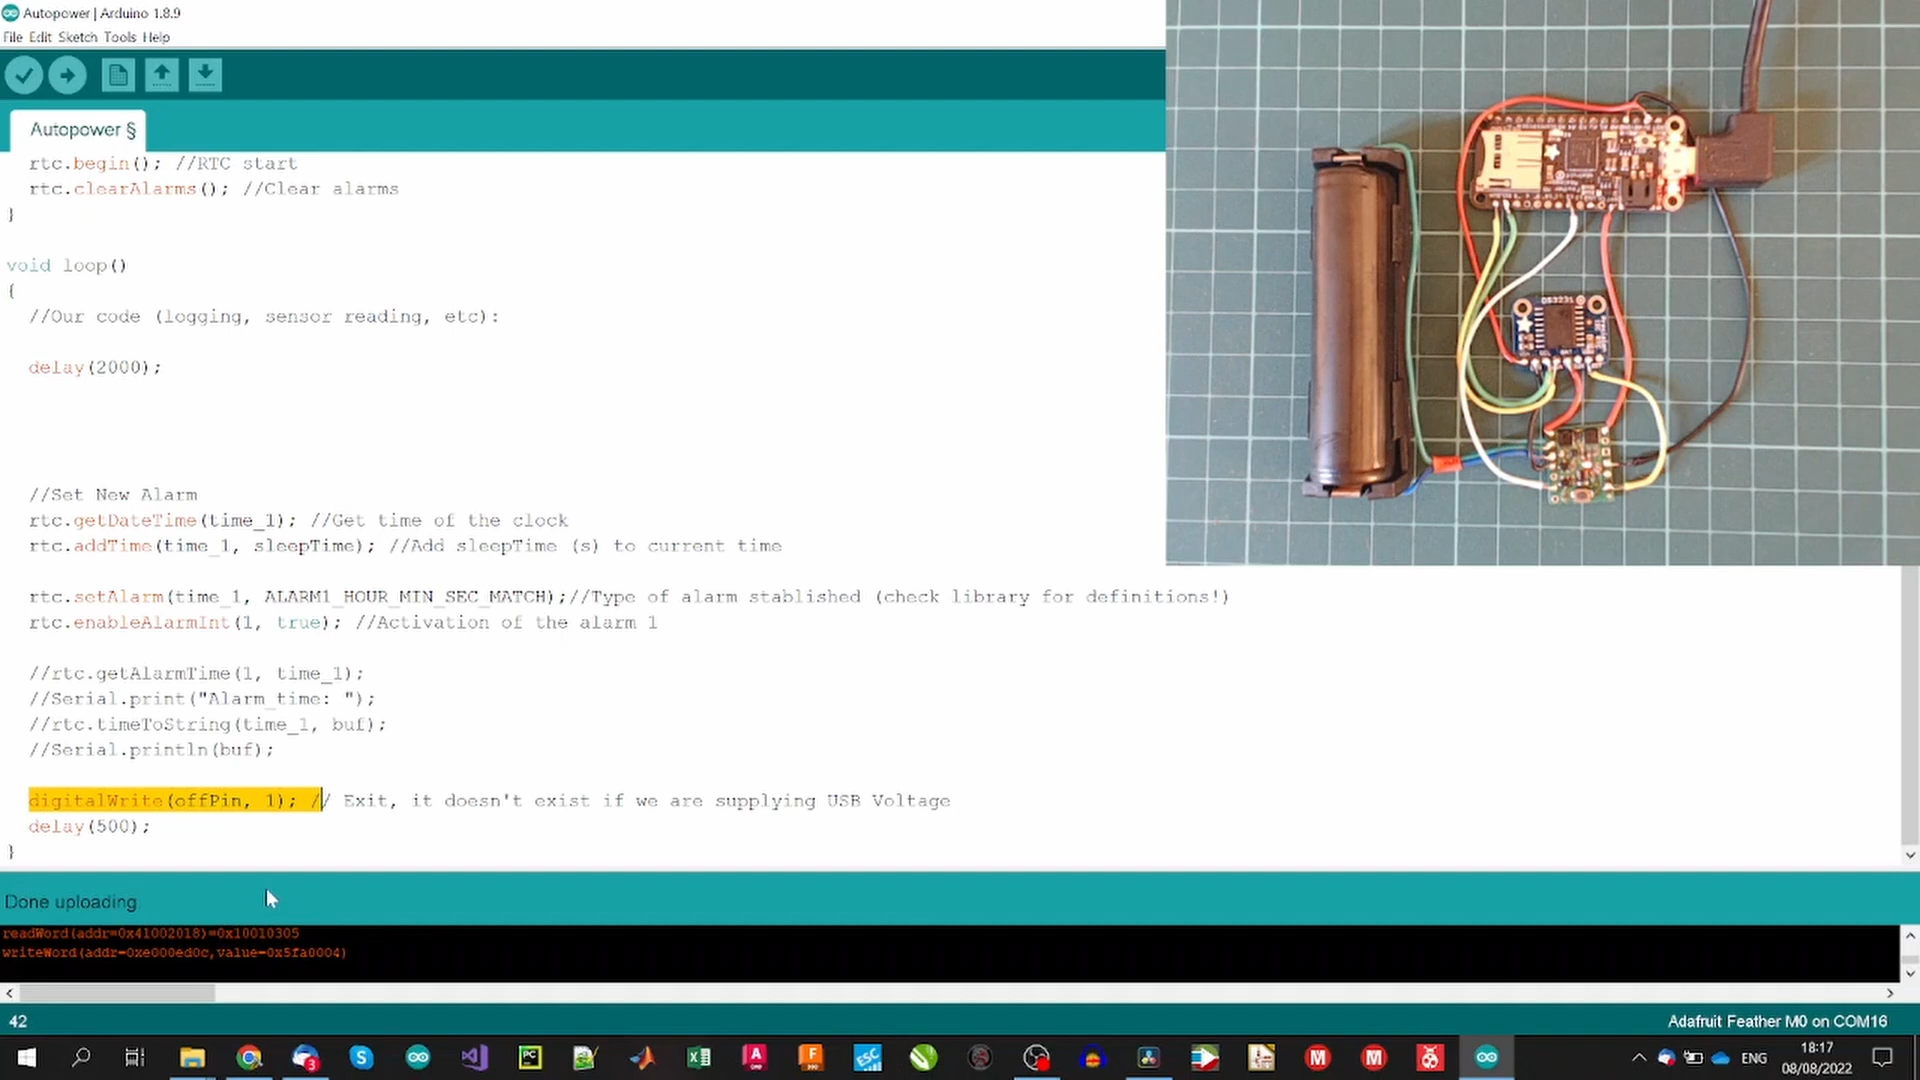 Autopower | Arduino 1.8.9
File Edit Sketch Tools Help
Autopower §
rtc.begin(); //RTC start
rtc.clearAlarms(); //Clear alarms
}
void loop()
{
//Our code (logging, sensor reading, etc):
delay(2000);
//Set New Alarm
rtc.getDateTime(time_1); //Get time of the clock
rtc.addTime(time_1, sleepTime); //Add sleepTime (s) to current time
rtc.setAlarm(time_1, ALARM1_HOUR_MIN_SEC_MATCH);//Type of alarm stablished (check library for definitions!)
rtc.enableAlarmInt(1, true); //Activation of the alarm 1
//rtc.getAlarmTime(1, time_1);
//Serial.print("Alarm_time: ");
//rtc.timeToString(time_1, buf);
//Serial.println(buf);
digitalWrite(offPin, 1); // Exit, it doesn't exist if we are supplying USB Voltage
delay(500);
}
DS3231
Done uploading
readWord(addr=0x41002018)=0x10010305
writeWord(addr=0xe000ed0c,value=0x5fa0004)
42
Adafruit Feather M0 on COM16
ENG
18:17
08/08/2022